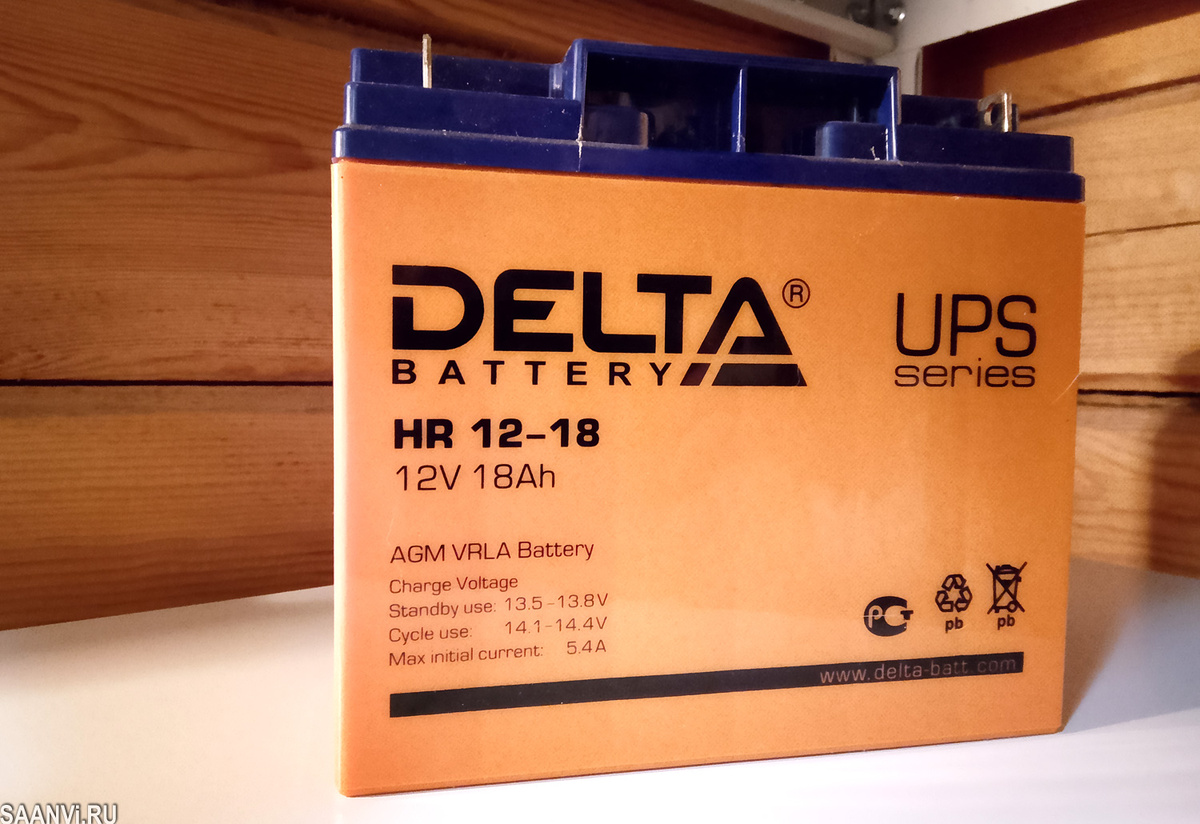 DELTA®
BATTERY
UPS
series
HR 12-18
12V 18Ah
AGM VRLA Battery
Charge Voltage
Standby use: 13.5-13.8V
Cycle use: 14.1-14.4V
Max initial current: 5.4A
РСТ
pb
pb
www.delta-batt.com
SAANVi.RU